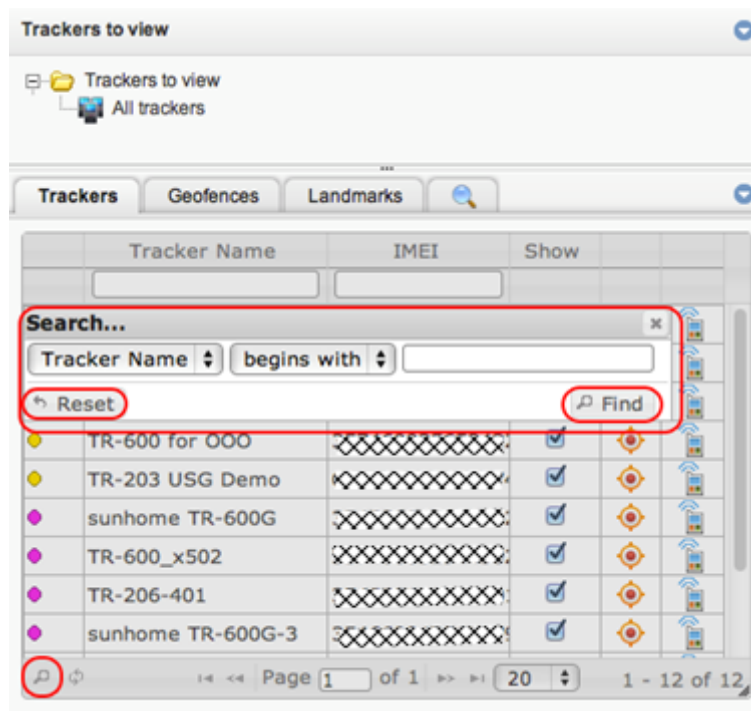 Trackers to view
Trackers to view
All trackers
Trackers Geofences Landmarks
Tracker Name IMEI Show
Search...
Tracker Name begins with
Reset Find
TR-600 for OOO
TR-203 USG Demo
sunhome TR-600G
TR-600_x502
TR-206-401
sunhome TR-600G-3
Page 1 of 1 20 1 - 12 of 12